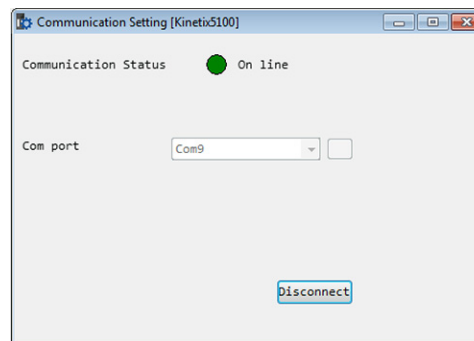 Communication Setting [Kinetix5100]
Communication Status On line
Com port Com9
Disconnect